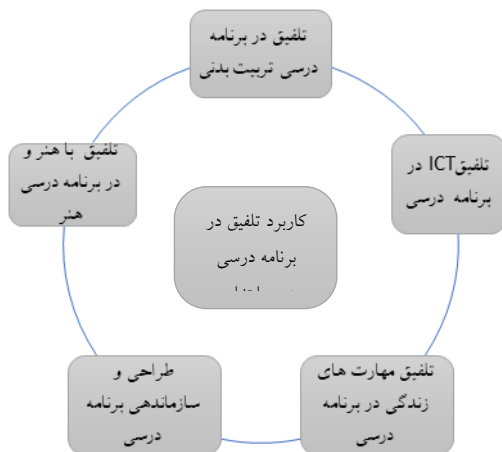 تلفیق در برنامه
درسی تربیت بدنی
تلفیقICT در
برنامه درسی
تلفیق با هنر و
در برنامه درسی
هنر
کاربرد تلفیق در
برنامه درسی
تلفیق مهارت های
زندگی در برنامه
درسی
طراحی و
سازماندهی برنامه
درسی